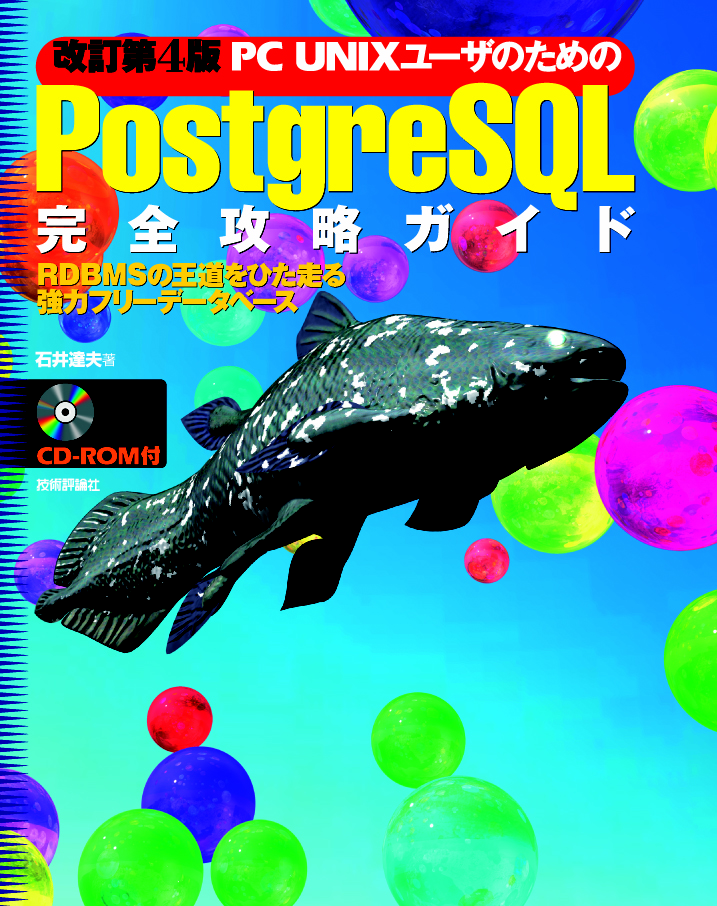 改訂第4版 PC UNIXユーザのための
PostgreSQL
完全攻略ガイド
RDBMSの王道をひた走る
強力フリーデータベース
石井達夫著
CD-ROM付
技術評論社